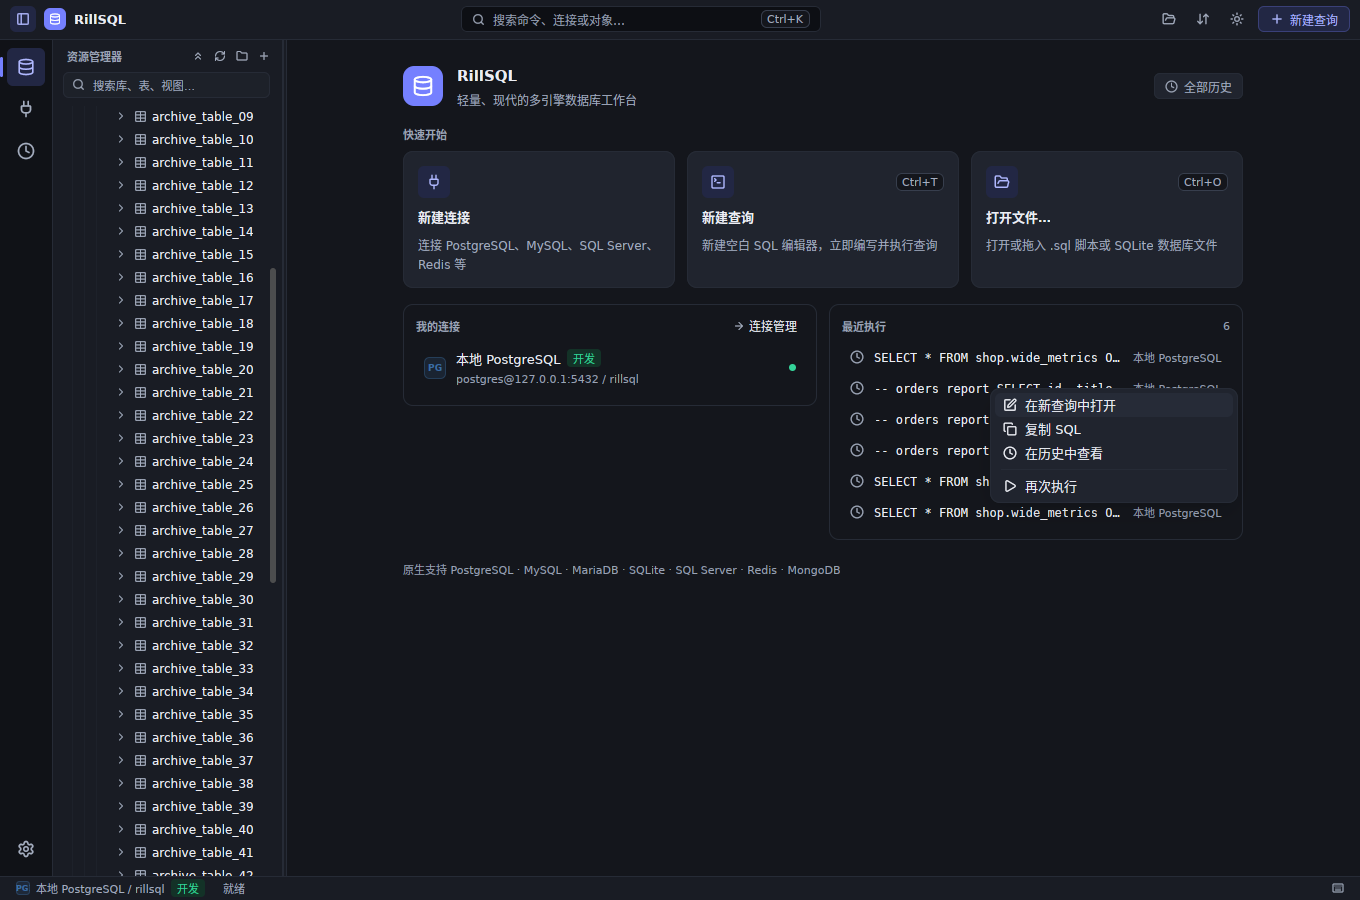 RillSQL
搜索命令、连接或对象...
Ctrl+K
新建查询
资源管理器
搜索库、表、视图...
archive_table_09
archive_table_10
archive_table_11
archive_table_12
archive_table_13
archive_table_14
archive_table_15
archive_table_16
archive_table_17
archive_table_18
archive_table_19
archive_table_20
archive_table_21
archive_table_22
archive_table_23
archive_table_24
archive_table_25
archive_table_26
archive_table_27
archive_table_28
archive_table_29
archive_table_30
archive_table_31
archive_table_32
archive_table_33
archive_table_34
archive_table_35
archive_table_36
archive_table_37
archive_table_38
archive_table_39
archive_table_40
archive_table_41
archive_table_42
RillSQL
轻量、现代的多引擎数据库工作台
全部历史
快速开始
新建连接
连接 PostgreSQL、MySQL、SQL Server、
Redis 等
Ctrl+T
新建查询
新建空白 SQL 编辑器，立即编写并执行查询
Ctrl+O
打开文件...
打开或拖入 .sql 脚本或 SQLite 数据库文件
我的连接
连接管理
PG
本地 PostgreSQL 开发
postgres@127.0.0.1:5432 / rillsql
最近执行 6
SELECT * FROM shop.wide_metrics O... 本地 PostgreSQL
-- orders report SELECT id, title... 本地 PostgreSQL
-- orders report
-- orders report
SELECT * FROM sh
SELECT * FROM shop.wide_metrics O... 本地 PostgreSQL
在新查询中打开
复制 SQL
在历史中查看
再次执行
原生支持 PostgreSQL · MySQL · MariaDB · SQLite · SQL Server · Redis · MongoDB
PG 本地 PostgreSQL / rillsql 开发 就绪